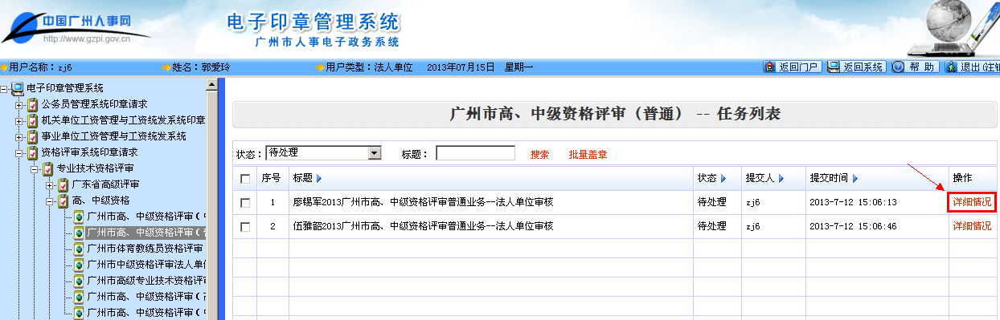 中国广州人事网
http://www.gzpi.gov.cn
电子印章管理系统
广州市人事电子政务系统
用户名称：zj6 姓名：郭爱玲 用户类型：法人单位 2013年07月15日 星期一 返回门户 返回系统 帮 助 退出(注销
电子印章管理系统
公务员管理系统印章请求
机关单位工资管理与工资统发系统印章
事业单位工资管理与工资统发系统
资格评审系统印章请求
专业技术资格评审
广东省高级评审
高、中级资格
广州市高、中级资格评审（
广州市高、中级资格评审（普
广州市体育教练员资格评审
广州市中级资格评审法人单位
广州市高级专业技术资格评审
广州市高、中级资格评审（
广州市高、中级资格评审（
广州市高、中级资格评审（普通） -- 任务列表
状态： 待处理 标题： 搜索 批量盖章
序号 标题 状态 提交人 提交时间 操作
1 廖锡军2013广州市高、中级资格评审普通业务--法人单位审核 待处理 zj6 2013-7-12 15:06:13 详细情况
2 伍雅韶2013广州市高、中级资格评审普通业务--法人单位审核 待处理 zj6 2013-7-12 15:06:46 详细情况